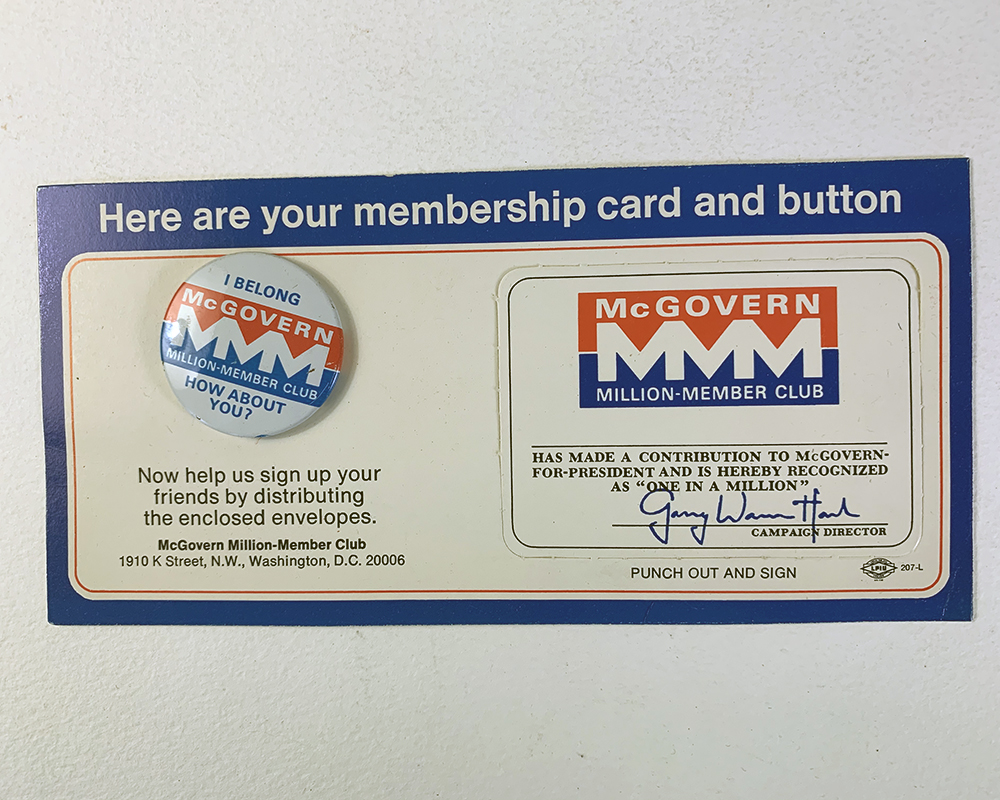 Here are your membership card and button
I BELONG
McGOVERN
MMM
MILLION-MEMBER CLUB
HOW ABOUT
YOU?
Now help us sign up your
friends by distributing
the enclosed envelopes.
McGovern Million-Member Club
1910 K Street, N.W., Washington, D.C. 20006
McGOVERN
MMM
MILLION-MEMBER CLUB
HAS MADE A CONTRIBUTION TO McGOVERN-
FOR-PRESIDENT AND IS HEREBY RECOGNIZED
AS “ONE IN A MILLION”
Gary Warren Hart
CAMPAIGN DIRECTOR
PUNCH OUT AND SIGN
LPIU 207-L